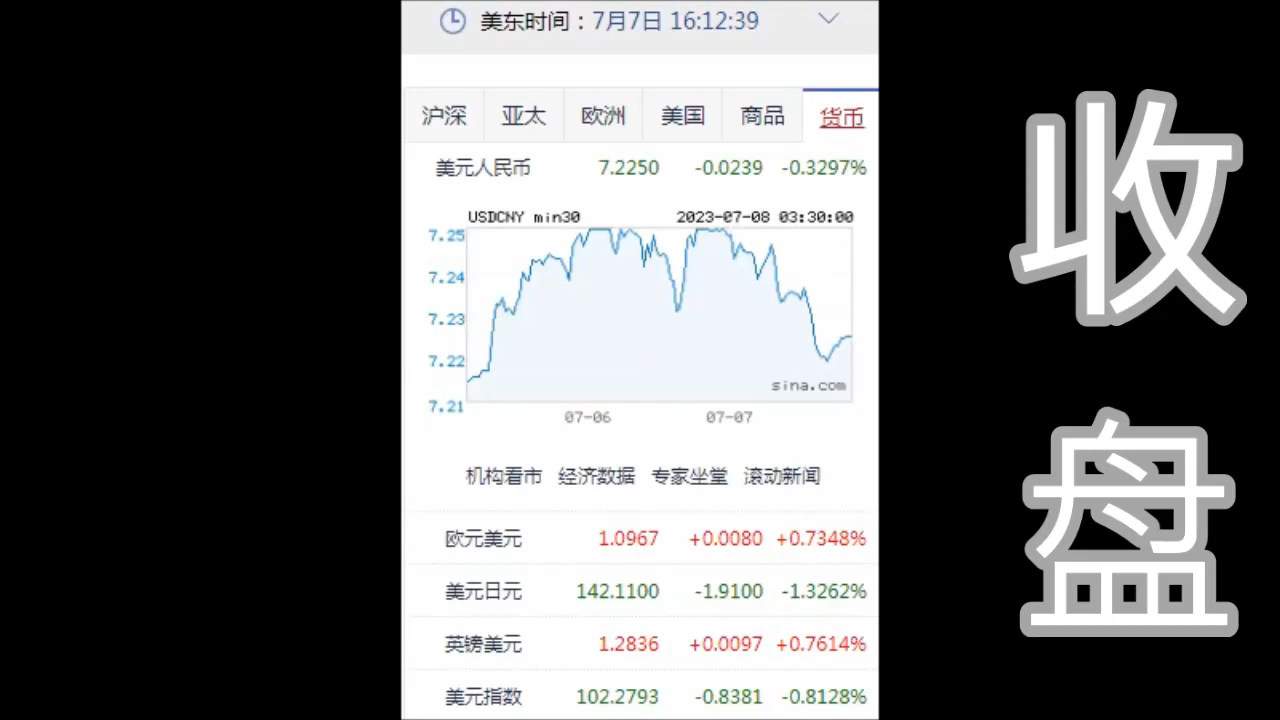 美东时间：7月7日 16:12:39
沪深 亚太 欧洲 美国 商品 货币
美元人民币 7.2250 -0.0239 -0.3297%
USDCNY min30 2023-07-08 03:30:00
7.25
7.24
7.23
7.22
7.21
sina.com
07-06 07-07
机构看市 经济数据 专家坐堂 滚动新闻
欧元美元 1.0967 +0.0080 +0.7348%
美元日元 142.1100 -1.9100 -1.3262%
英镑美元 1.2836 +0.0097 +0.7614%
美元指数 102.2793 -0.8381 -0.8128%
收
盘